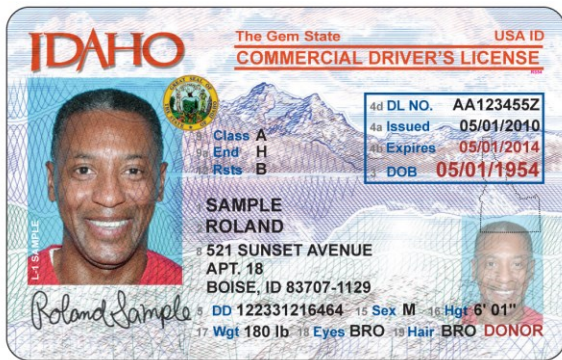 IDAHO
The Gem State USA ID
COMMERCIAL DRIVER'S LICENSE
4d DL NO. AA123455Z
4a Issued 05/01/2010
4b Expires 05/01/2014
3 DOB 05/01/1954
9 Class A
9a End H
12 Rsts B
1 SAMPLE
2 ROLAND
8 521 SUNSET AVENUE
APT. 18
BOISE, ID 83707-1129
5 DD 122331216464 15 Sex M 16 Hgt 6' 01"
17 Wgt 180 lb 18 Eyes BRO 19 Hair BRO DONOR
L-1 SAMPLE
Roland Sample